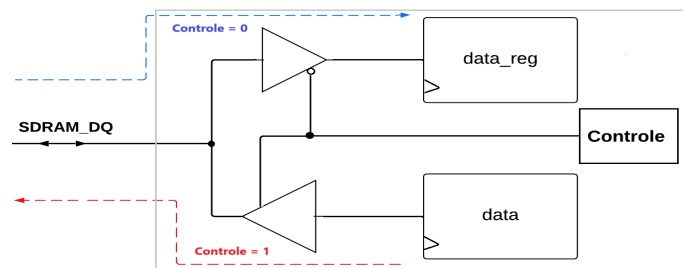 Controle = 0
data_reg
SDRAM_DQ
Controle
data
Controle = 1